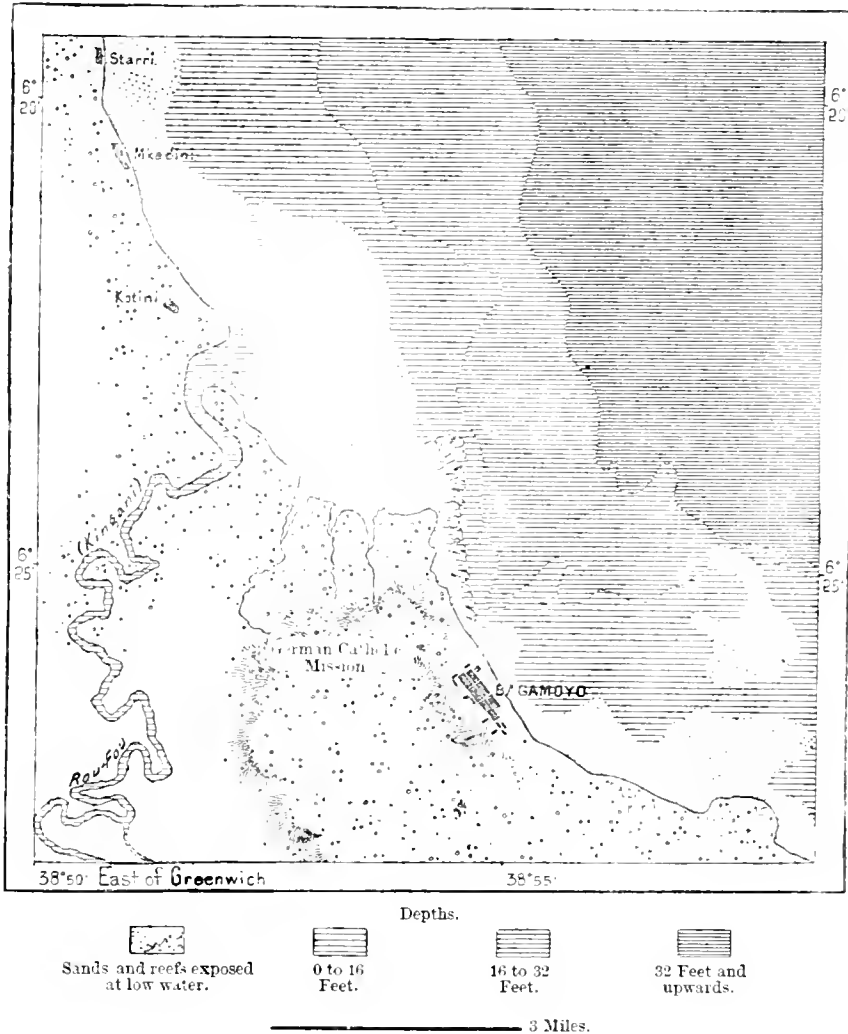 Starri.
6°
20'
6°
20'
Mkadini
Kotini
(Kingani)
6°
25'
6°
25'
German Catholic
Mission
BAGAMOYO
Rou-Fou
38°50' East of Greenwich
38°55'
Depths.
Sands and reefs exposed
at low water.
0 to 16
Feet.
16 to 32
Feet.
32 Feet and
upwards.
3 Miles.